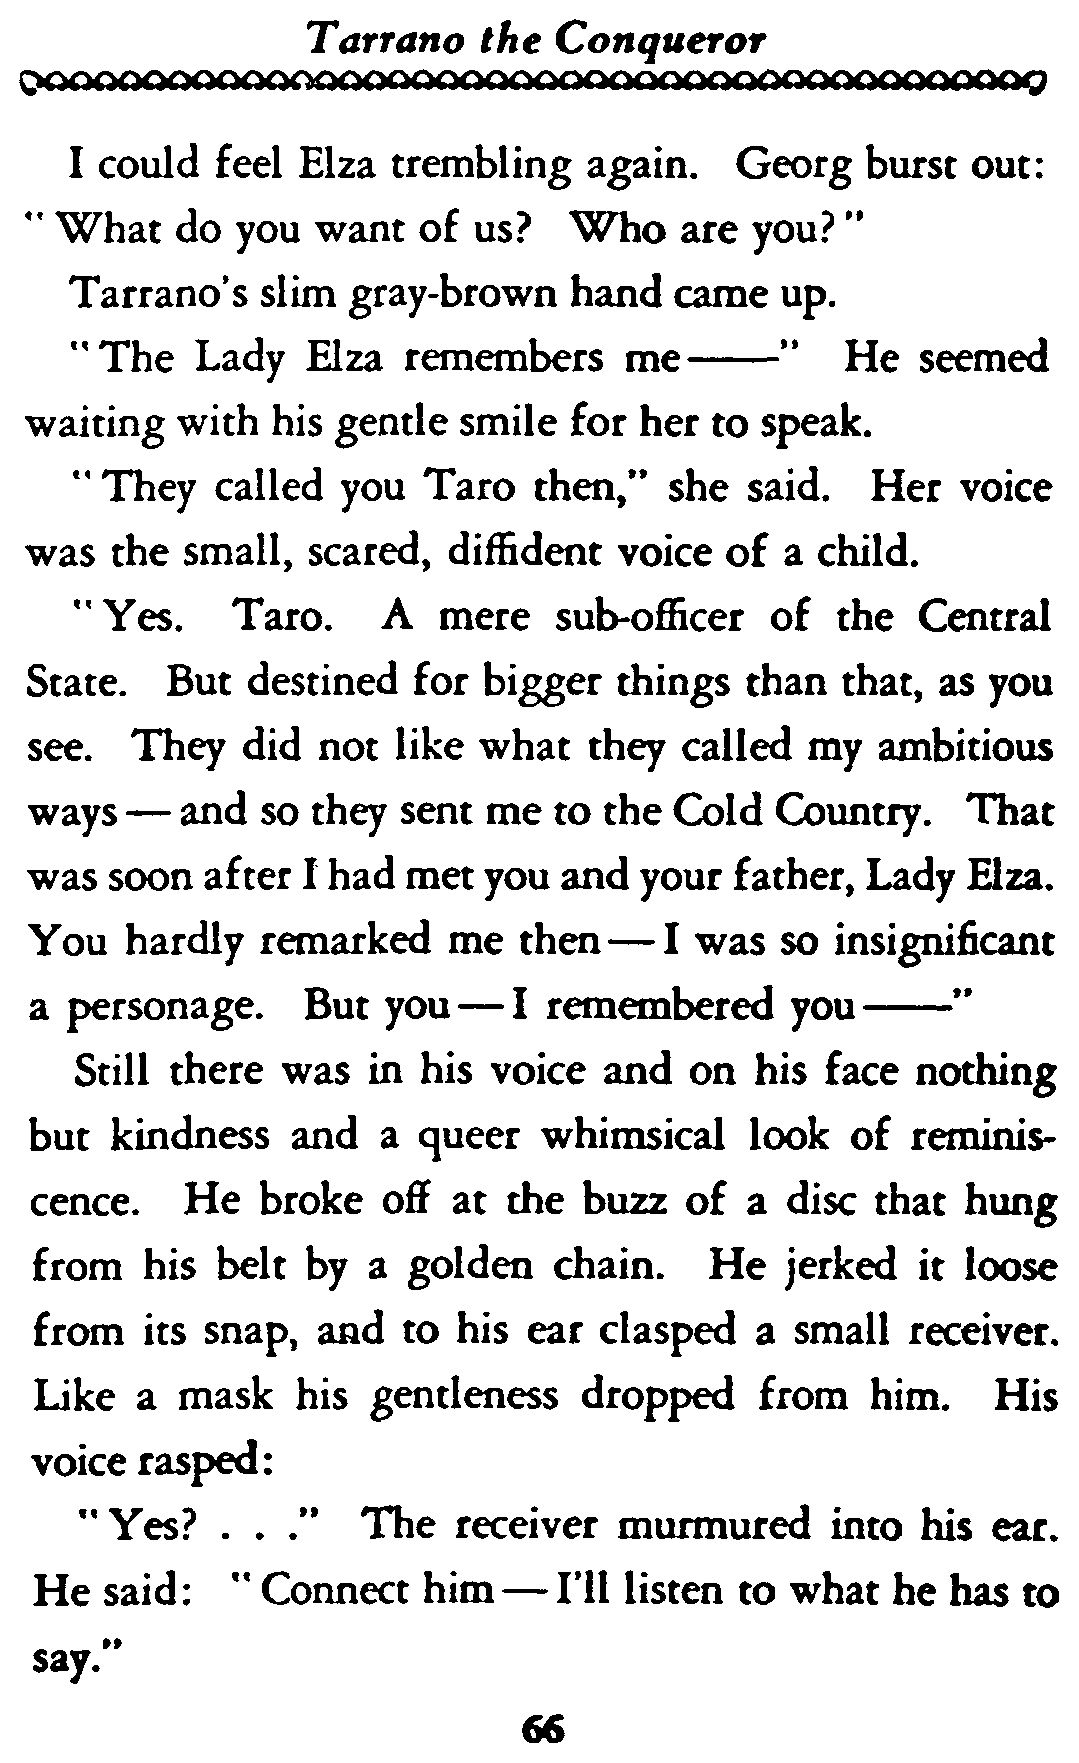 Tarrano the Conqueror
I could feel Elza trembling again. Georg burst out:
"What do you want of us? Who are you?"
Tarrano's slim gray-brown hand came up.
"The Lady Elza remembers me——" He seemed
waiting with his gentle smile for her to speak.
"They called you Taro then," she said. Her voice
was the small, scared, diffident voice of a child.
"Yes. Taro. A mere sub-officer of the Central
State. But destined for bigger things than that, as you
see. They did not like what they called my ambitious
ways — and so they sent me to the Cold Country. That
was soon after I had met you and your father, Lady Elza.
You hardly remarked me then — I was so insignificant
a personage. But you — I remembered you——"
Still there was in his voice and on his face nothing
but kindness and a queer whimsical look of reminis-
cence. He broke off at the buzz of a disc that hung
from his belt by a golden chain. He jerked it loose
from its snap, and to his ear clasped a small receiver.
Like a mask his gentleness dropped from him. His
voice rasped:
"Yes? . . ." The receiver murmured into his ear.
He said: "Connect him — I'll listen to what he has to
say."
66